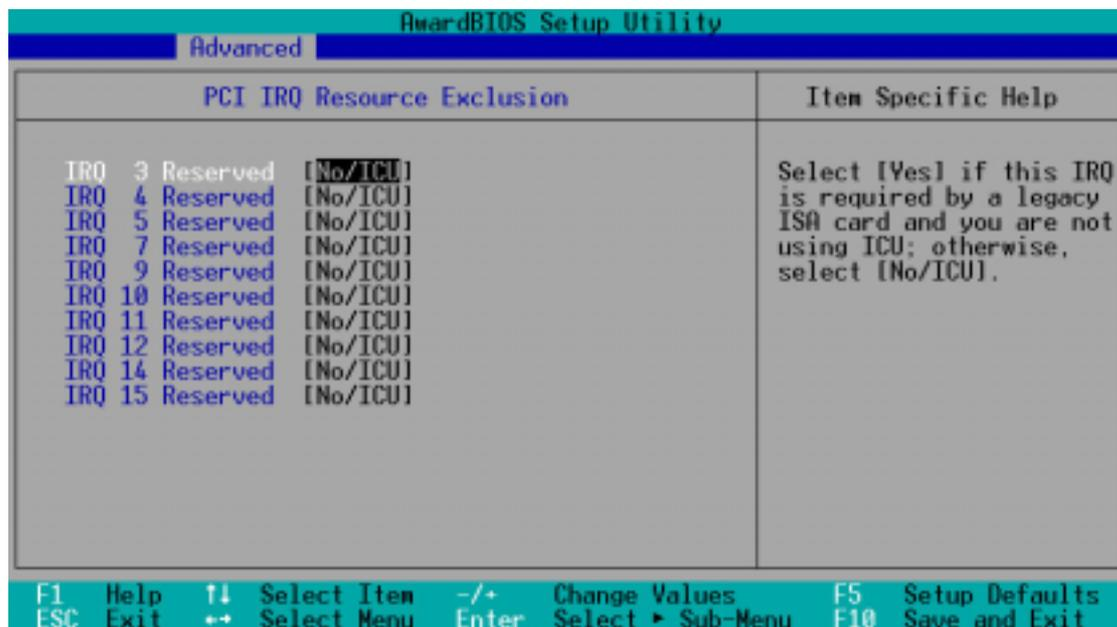 AwardBIOS Setup Utility
Advanced
PCI IRQ Resource Exclusion
Item Specific Help
IRQ 3 Reserved [No/ICU]
IRQ 4 Reserved [No/ICU]
IRQ 5 Reserved [No/ICU]
IRQ 7 Reserved [No/ICU]
IRQ 9 Reserved [No/ICU]
IRQ 10 Reserved [No/ICU]
IRQ 11 Reserved [No/ICU]
IRQ 12 Reserved [No/ICU]
IRQ 14 Reserved [No/ICU]
IRQ 15 Reserved [No/ICU]
Select [Yes] if this IRQ
is required by a legacy
ISA card and you are not
using ICU; otherwise,
select [No/ICU].
F1 Help ↑↓ Select Item -/+ Change Values F5 Setup Defaults
ESC Exit ←→ Select Menu Enter Select ► Sub-Menu F10 Save and Exit